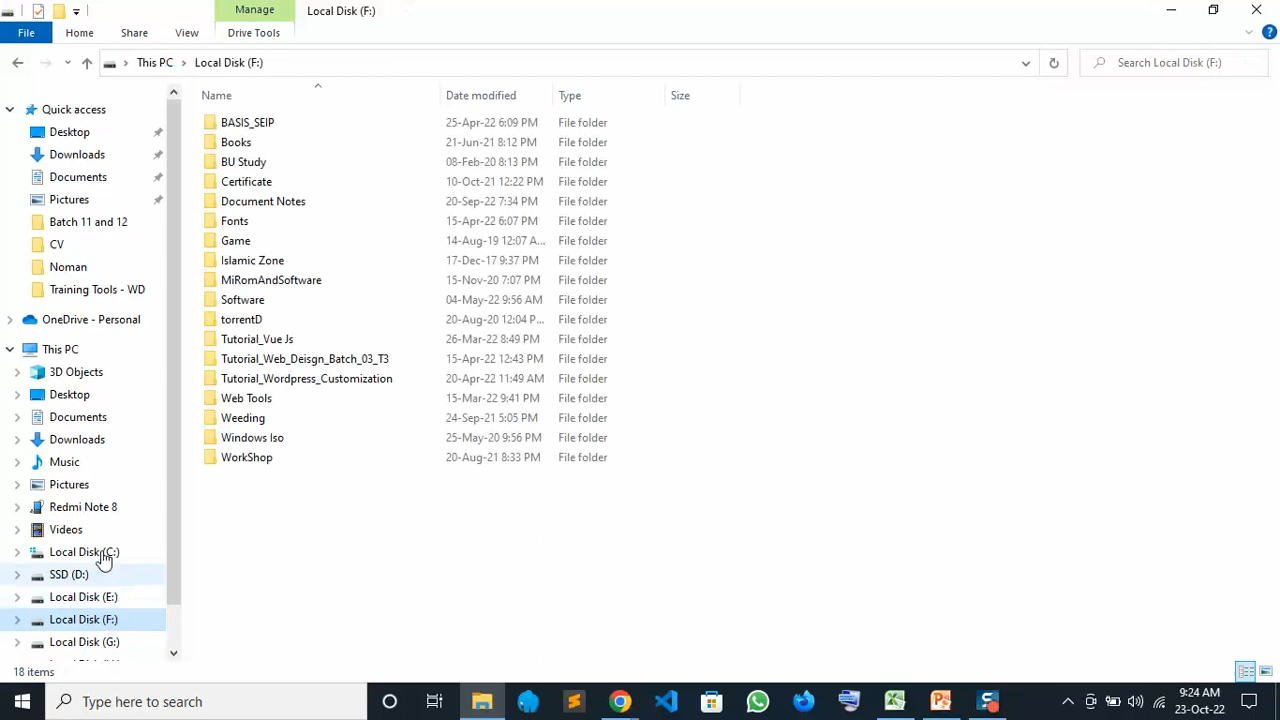 Manage
Local Disk (F:)
File
Home
Share
View
Drive Tools
This PC
Local Disk (F:)
Search Local Disk (F:)
Name
Date modified
Type
Size
Quick access
Desktop
Downloads
Documents
Pictures
Batch 11 and 12
CV
Noman
Training Tools - WD
OneDrive - Personal
This PC
3D Objects
Desktop
Documents
Downloads
Music
Pictures
Redmi Note 8
Videos
Local Disk (C:)
SSD (D:)
Local Disk (E:)
Local Disk (F:)
Local Disk (G:)
BASIS_SEIP 25-Apr-22 6:09 PM File folder
Books 21-Jun-21 8:12 PM File folder
BU Study 08-Feb-20 8:13 PM File folder
Certificate 10-Oct-21 12:22 PM File folder
Document Notes 20-Sep-22 7:34 PM File folder
Fonts 15-Apr-22 6:07 PM File folder
Game 14-Aug-19 12:07 A... File folder
Islamic Zone 17-Dec-17 9:37 PM File folder
MiRomAndSoftware 15-Nov-20 7:07 PM File folder
Software 04-May-22 9:56 AM File folder
torrentD 20-Aug-20 12:04 P... File folder
Tutorial_Vue Js 26-Mar-22 8:49 PM File folder
Tutorial_Web_Deisgn_Batch_03_T3 15-Apr-22 12:43 PM File folder
Tutorial_Wordpress_Customization 20-Apr-22 11:49 AM File folder
Web Tools 15-Mar-22 9:41 PM File folder
Weeding 24-Sep-21 5:05 PM File folder
Windows Iso 25-May-20 9:56 PM File folder
WorkShop 20-Aug-21 8:33 PM File folder
18 items
Type here to search
9:24 AM
23-Oct-22